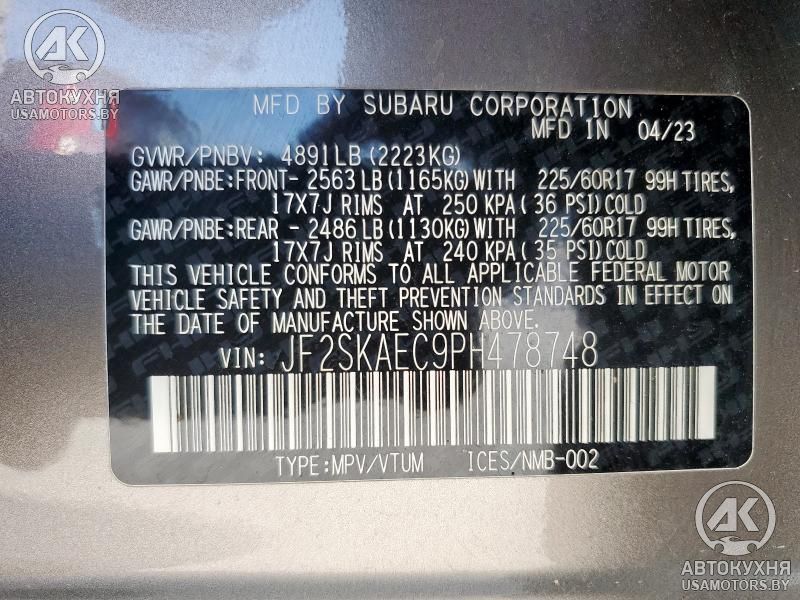 AK
АВТОКУХНЯ
USAMOTORS.BY
MFD BY SUBARU CORPORATION
MFD IN 04/23
GVWR/PNBV: 4891LB (2223KG)
GAWR/PNBE:FRONT- 2563 LB (1165KG) WITH 225/60R17 99H TIRES,
17X7J RIMS AT 250 KPA (36 PSI) COLD
GAWR/PNBE:REAR - 2486 LB (1130KG) WITH 225/60R17 99H TIRES,
17X7J RIMS AT 240 KPA (35 PSI) COLD
THIS VEHICLE CONFORMS TO ALL APPLICABLE FEDERAL MOTOR
VEHICLE SAFETY AND THEFT PREVENTION STANDARDS IN EFFECT ON
THE DATE OF MANUFACTURE SHOWN ABOVE.
VIN: JF2SKAEC9PH478748
TYPE:MPV/VTUM ICES/NMB-002
AK
АВТОКУХНЯ
USAMOTORS.BY